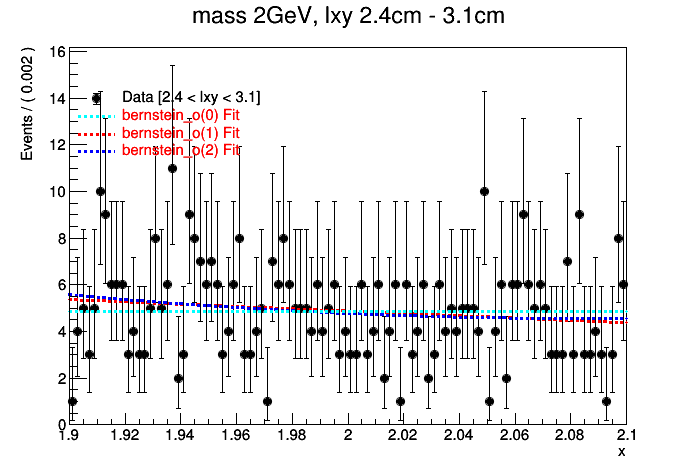 mass 2GeV, lxy 2.4cm - 3.1cm
Events / ( 0.002 )
16
14
12
10
8
6
4
2
0
Data [2.4 < lxy < 3.1]
bernstein_o(0) Fit
bernstein_o(1) Fit
bernstein_o(2) Fit
1.9 1.92 1.94 1.96 1.98 2 2.02 2.04 2.06 2.08 2.1
x